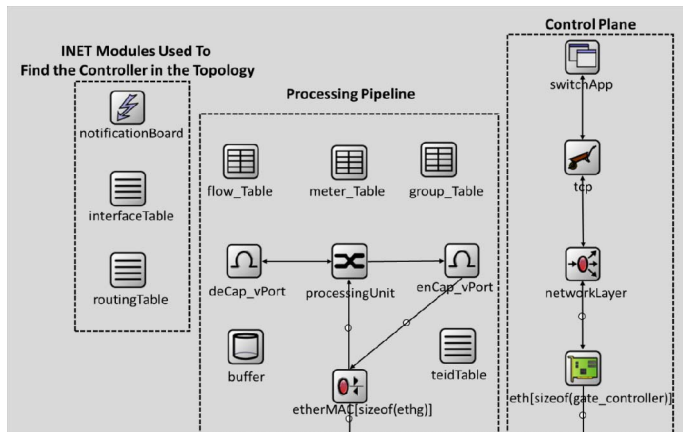 INET Modules Used To
Find the Controller in the Topology
notificationBoard
interfaceTable
routingTable
Processing Pipeline
flow_Table
meter_Table
group_Table
deCap_vPort
processingUnit
enCap_vPort
buffer
teidTable
etherMAC[sizeof(ethg)]
Control Plane
switchApp
tcp
networkLayer
eth[sizeof(gate_controller)]